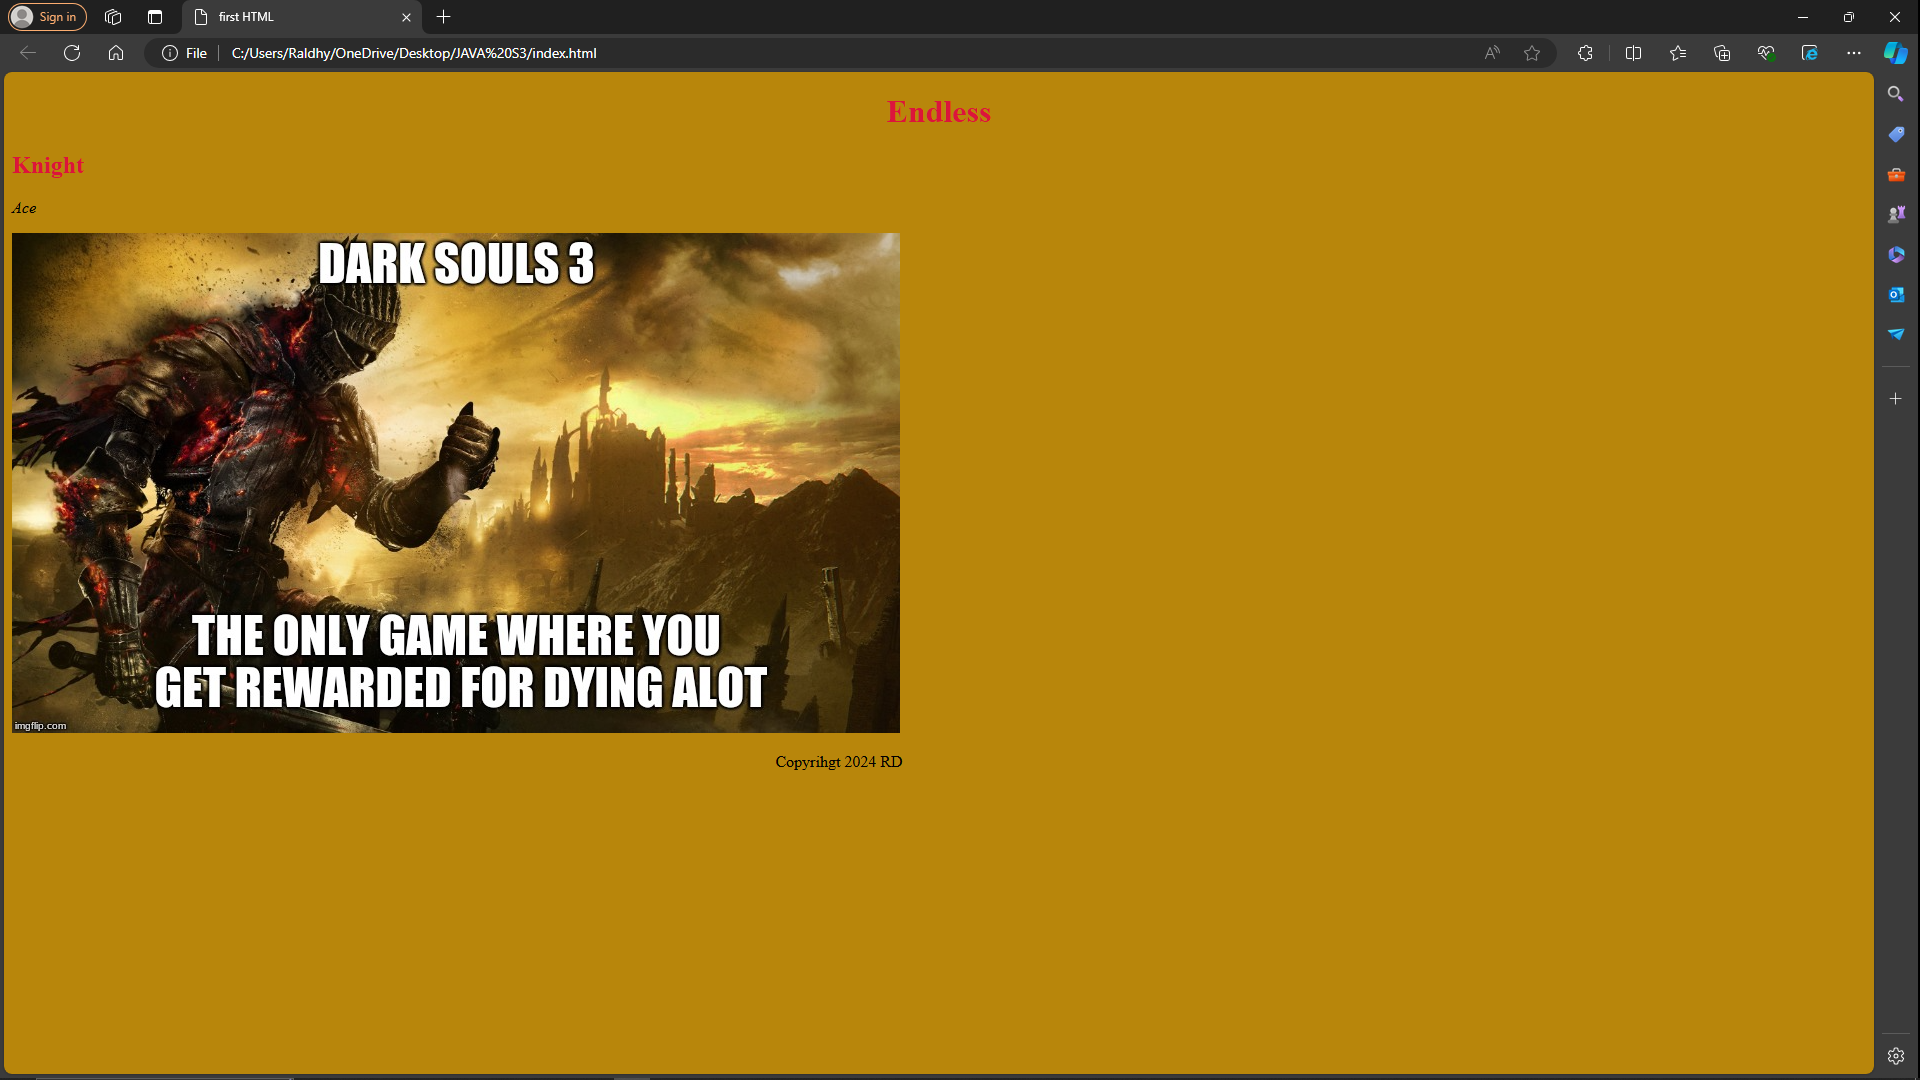 Sign in
first HTML
File
C:/Users/Raldhy/OneDrive/Desktop/JAVA%20S3/index.html
Endless
Knight
Ace
DARK SOULS 3
THE ONLY GAME WHERE YOU
GET REWARDED FOR DYING ALOT
imgflip.com
Copyrihgt 2024 RD